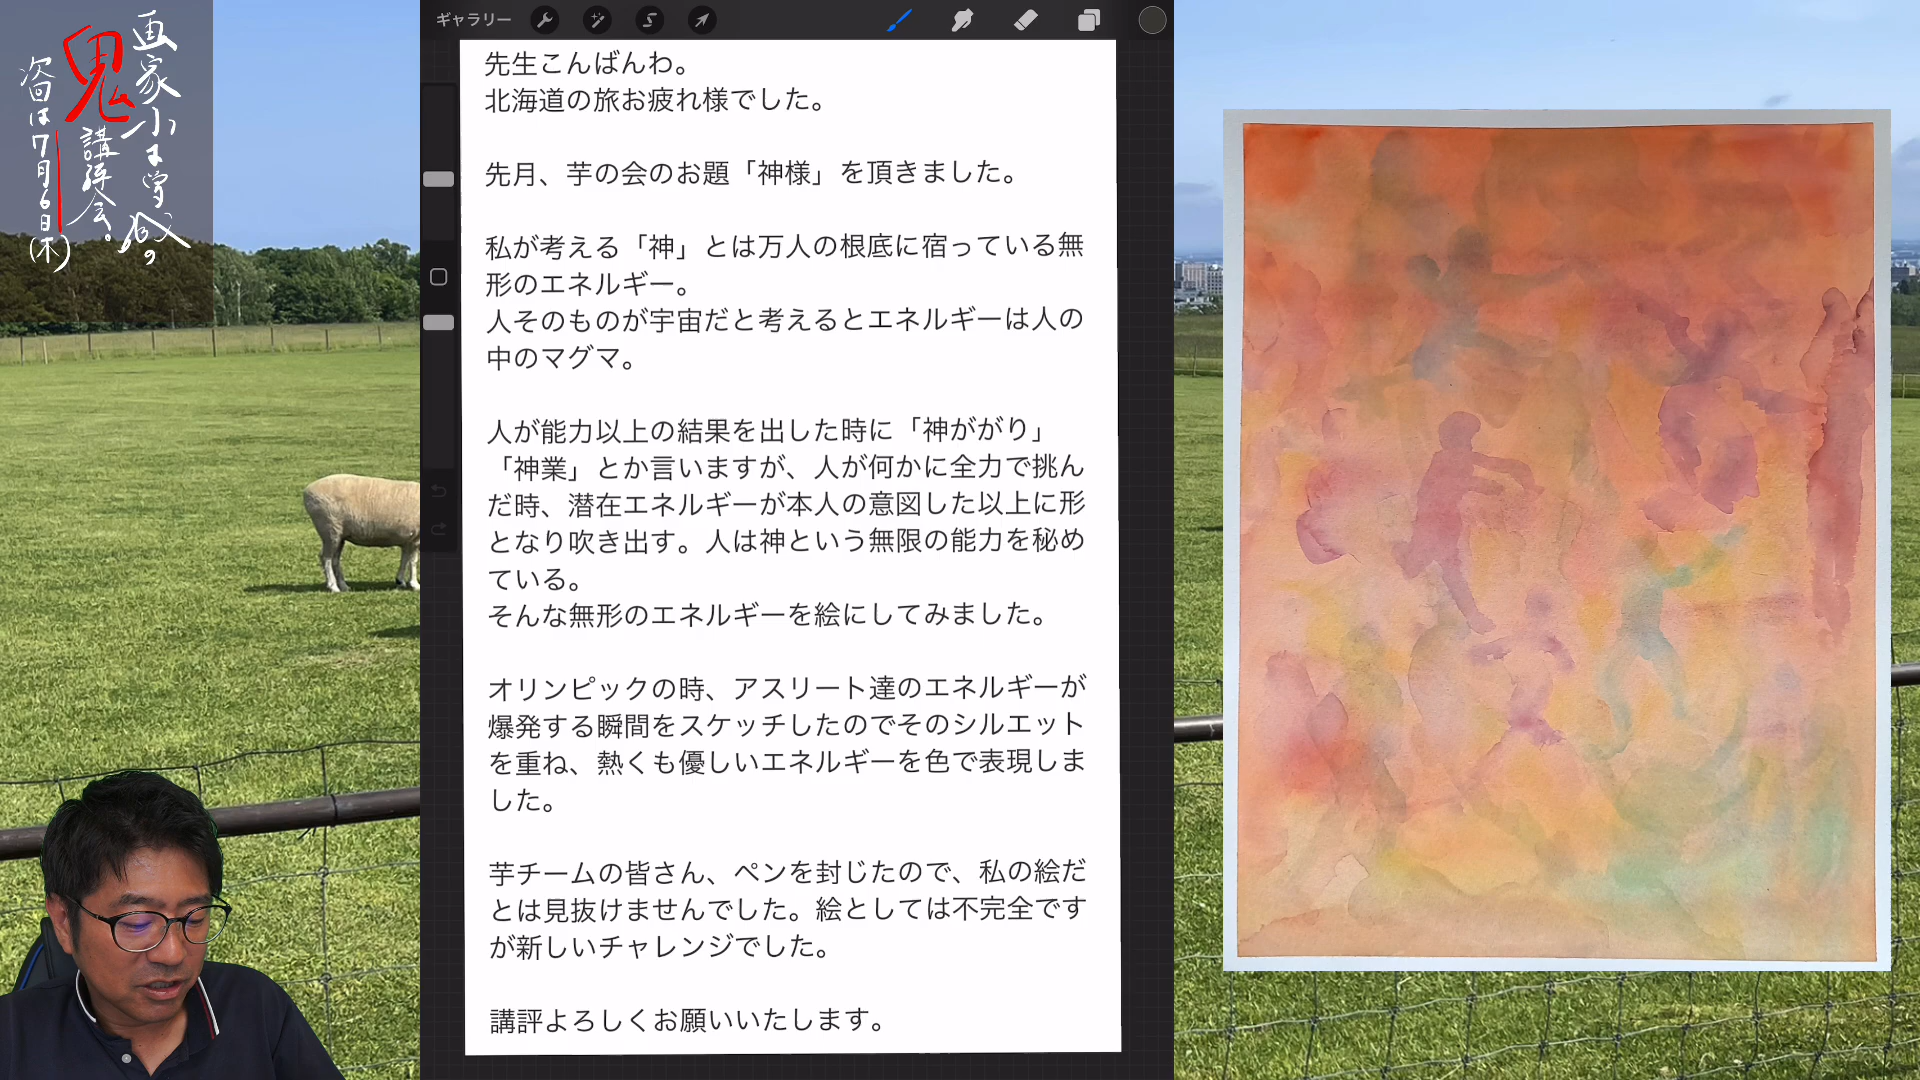 画家小木曽誠の
鬼講評会。
次回は7月6日(木)
ギャラリー
先生こんばんわ。
北海道の旅お疲れ様でした。
先月、芋の会のお題「神様」を頂きました。
私が考える「神」とは万人の根底に宿っている無
形のエネルギー。
人そのものが宇宙だと考えるとエネルギーは人の
中のマグマ。
人が能力以上の結果を出した時に「神ががり」
「神業」とか言いますが、人が何かに全力で挑ん
だ時、潜在エネルギーが本人の意図した以上に形
となり吹き出す。人は神という無限の能力を秘め
ている。
そんな無形のエネルギーを絵にしてみました。
オリンピックの時、アスリート達のエネルギーが
爆発する瞬間をスケッチしたのでそのシルエット
を重ね、熱くも優しいエネルギーを色で表現しま
した。
芋チームの皆さん、ペンを封じたので、私の絵だ
とは見抜けませんでした。絵としては不完全です
が新しいチャレンジでした。
講評よろしくお願いいたします。